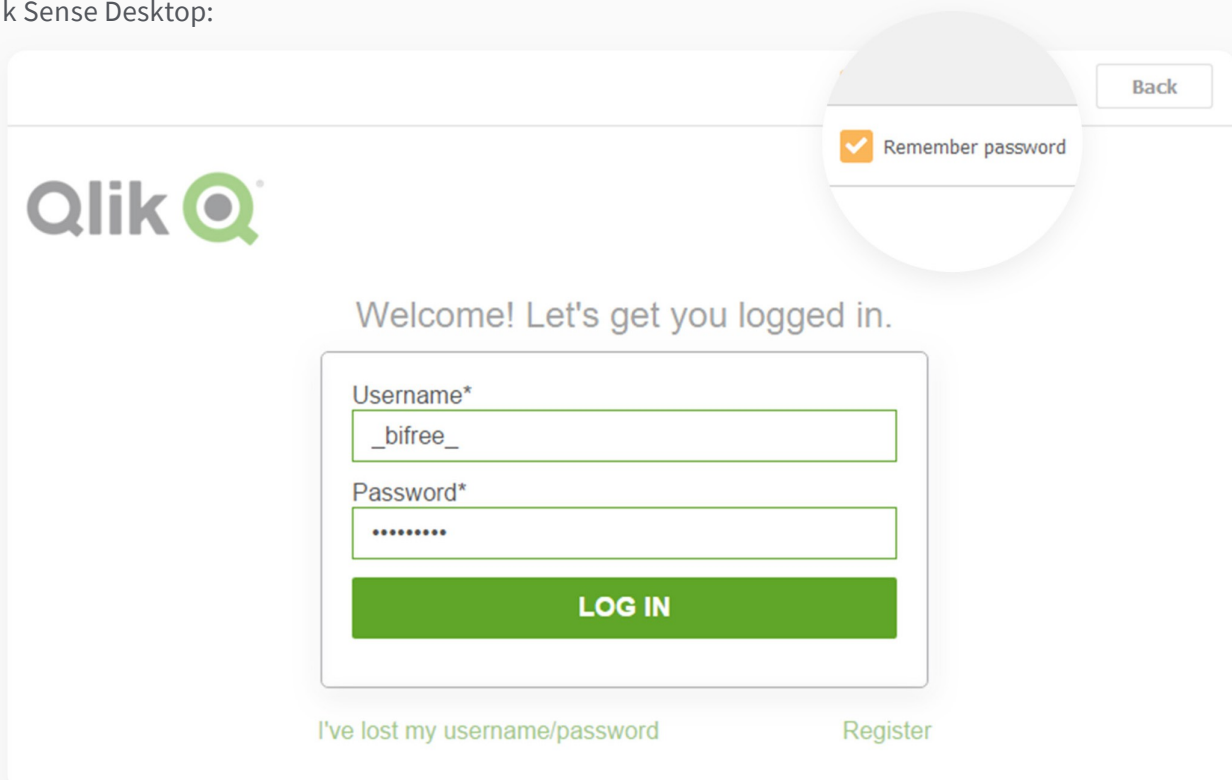 k Sense Desktop:
Back
Remember password
Qlik
Welcome! Let's get you logged in.
Username*
_bifree_
Password*
•••••••••
LOG IN
I've lost my username/password
Register